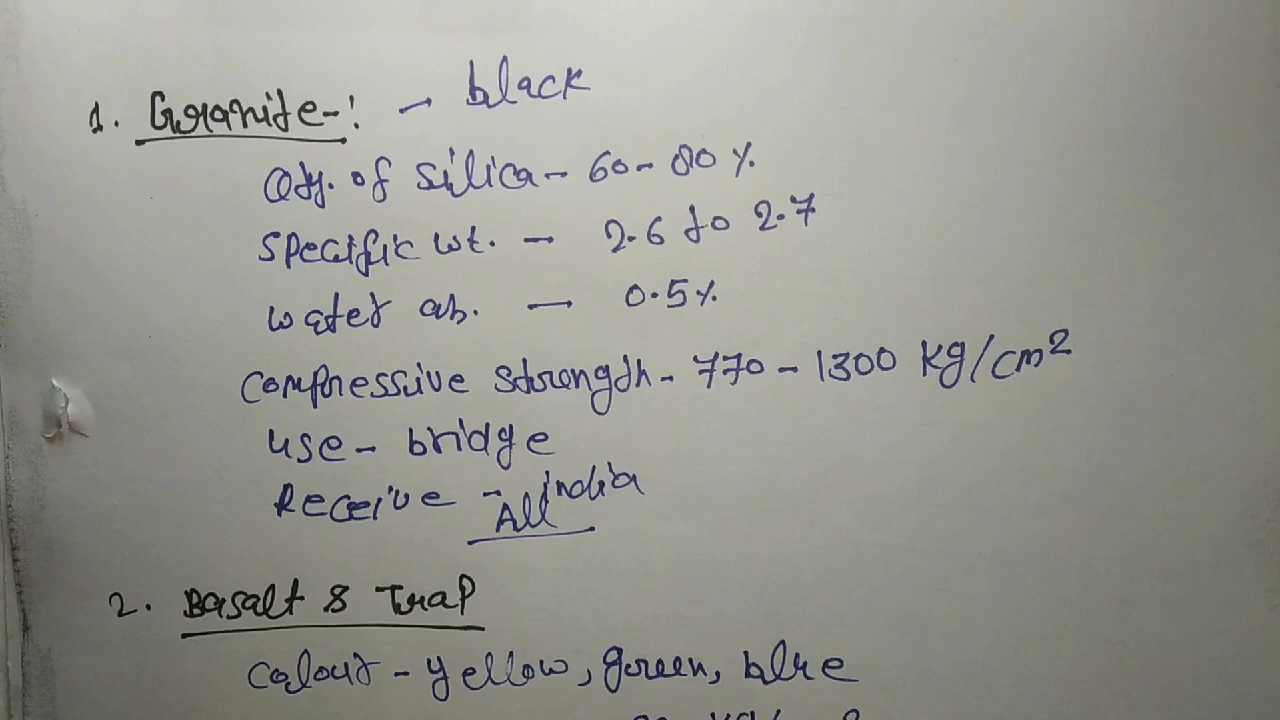 1. Granite-: → black
Qty. of silica - 60 - 80 %.
specific wt. - 2.6 to 2.7
water ab. - 0.5%
compressive strength - 770 - 1300 kg/cm²
use - bridge
Receive - All india
2. Basalt & Trap
colour - yellow, green, blue